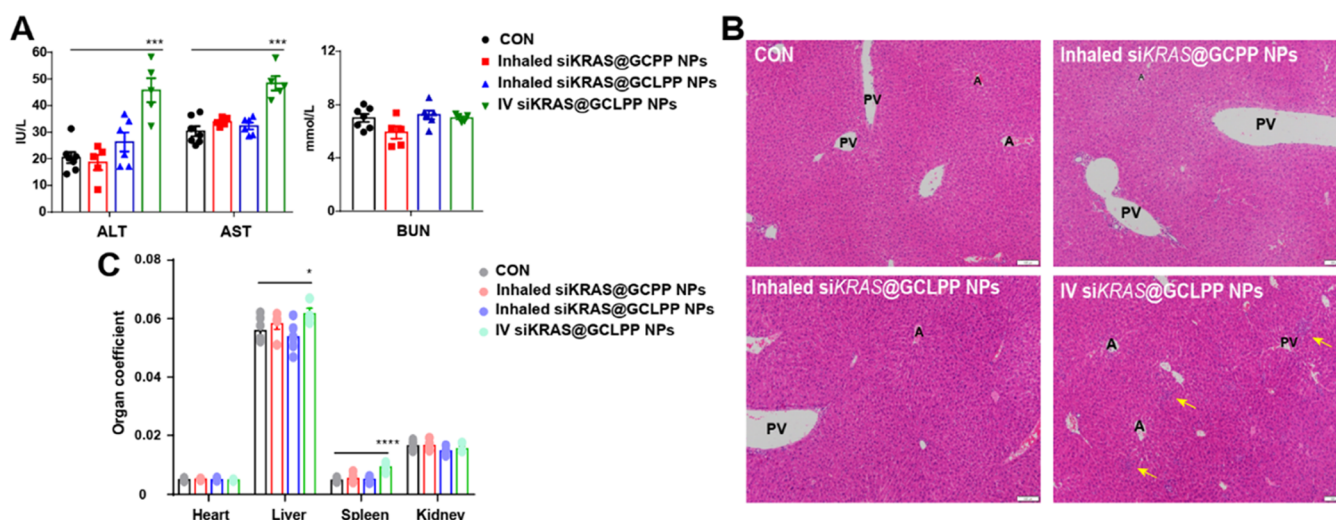 A
60
50
40
30
20
10
0
IU/L
***
***
ALT
AST
12
9
6
3
0
mmol/L
BUN
CON
Inhaled siKRAS@GCPP NPs
Inhaled siKRAS@GCLPP NPs
IV siKRAS@GCLPP NPs
B
CON
A
PV
PV
A
Inhaled siKRAS@GCPP NPs
A
PV
PV
Inhaled siKRAS@GCLPP NPs
A
PV
IV siKRAS@GCLPP NPs
A
PV
A
C
0.08
0.06
0.04
0.02
0
Organ coefficient
*
****
Heart
Liver
Spleen
Kidney
CON
Inhaled siKRAS@GCPP NPs
Inhaled siKRAS@GCLPP NPs
IV siKRAS@GCLPP NPs